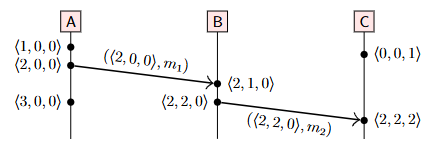 A B C
⟨1, 0, 0⟩ ⟨0, 0, 1⟩
⟨2, 0, 0⟩ (⟨2, 0, 0⟩, m₁)
⟨2, 1, 0⟩
⟨3, 0, 0⟩ ⟨2, 2, 0⟩
(⟨2, 2, 0⟩, m₂) ⟨2, 2, 2⟩